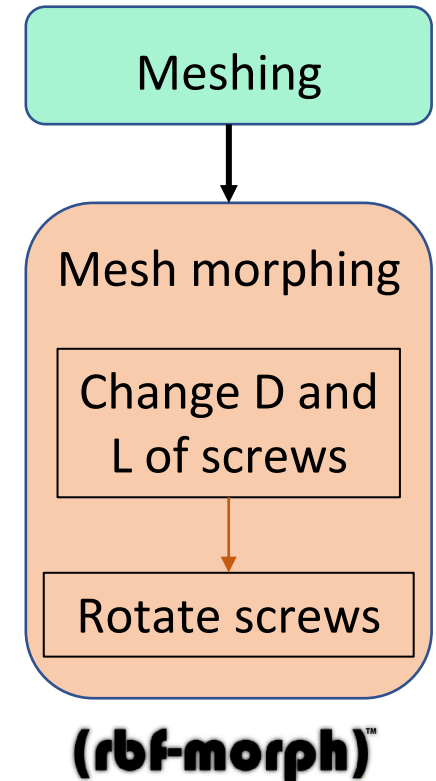 Meshing
Mesh morphing
Change D and
L of screws
Rotate screws
(rbf-morph)™